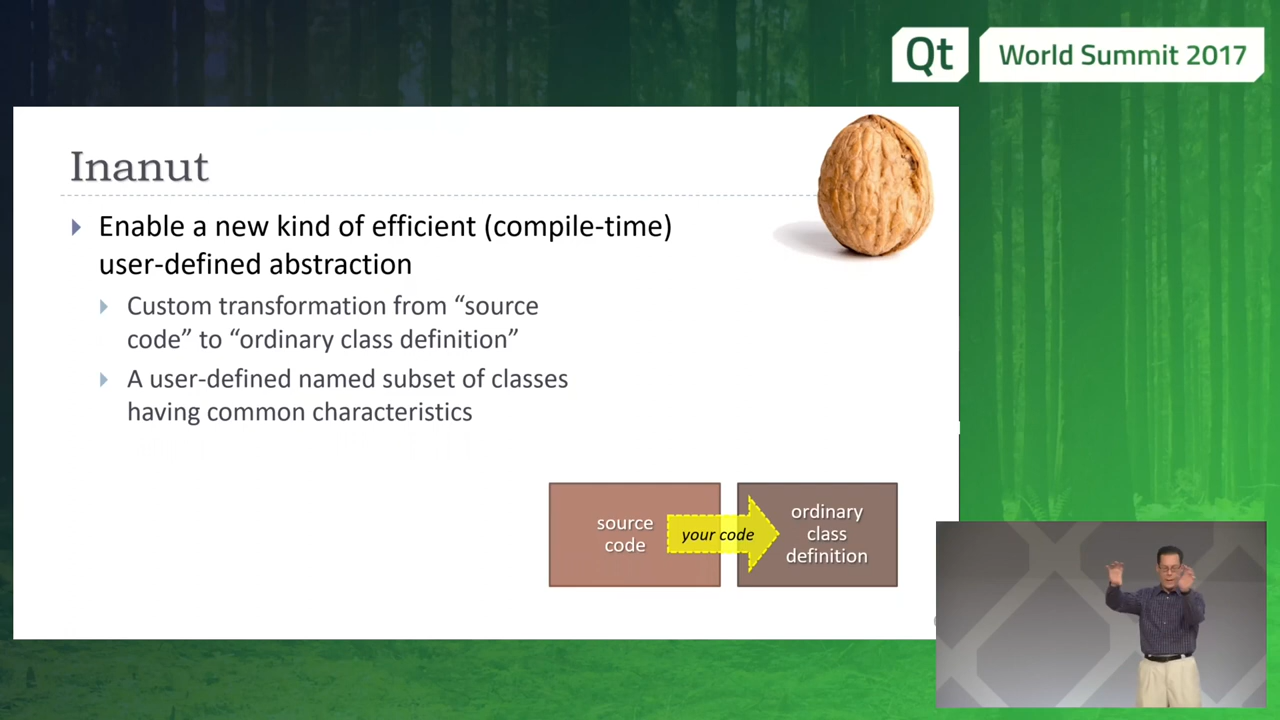 Qt World Summit 2017
Inanut
Enable a new kind of efficient (compile-time)
user-defined abstraction
Custom transformation from “source
code” to “ordinary class definition”
A user-defined named subset of classes
having common characteristics
source
code
your code
ordinary
class
definition